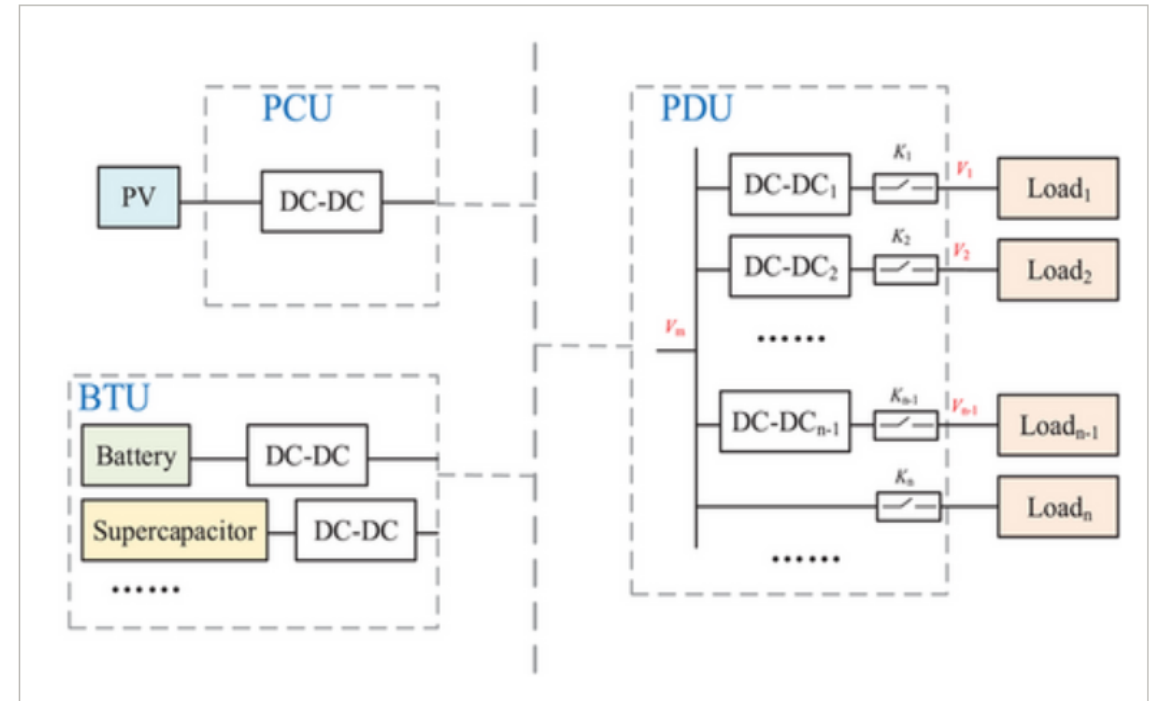 PCU
PV
DC-DC
BTU
Battery
DC-DC
Supercapacitor
DC-DC
......
PDU
Vₙ
DC-DC₁
K₁
V₁
Load₁
DC-DC₂
K₂
V₂
Load₂
......
DC-DCₙ₋₁
Kₙ₋₁
Vₙ₋₁
Loadₙ₋₁
Kₙ
Loadₙ
......